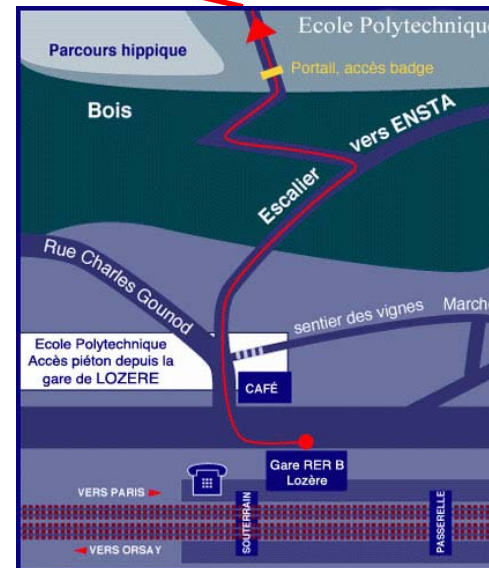 Ecole Polytechnique
Parcours hippique
Portail, accès badge
Bois
vers ENSTA
Escalier
Rue Charles Gounod
sentier des vignes
Ecole Polytechnique
Accès piéton depuis la
gare de LOZERE
CAFÉ
Gare RER B
Lozère
VERS PARIS
SOUTERRAIN
PASSERELLE
VERS ORSAY